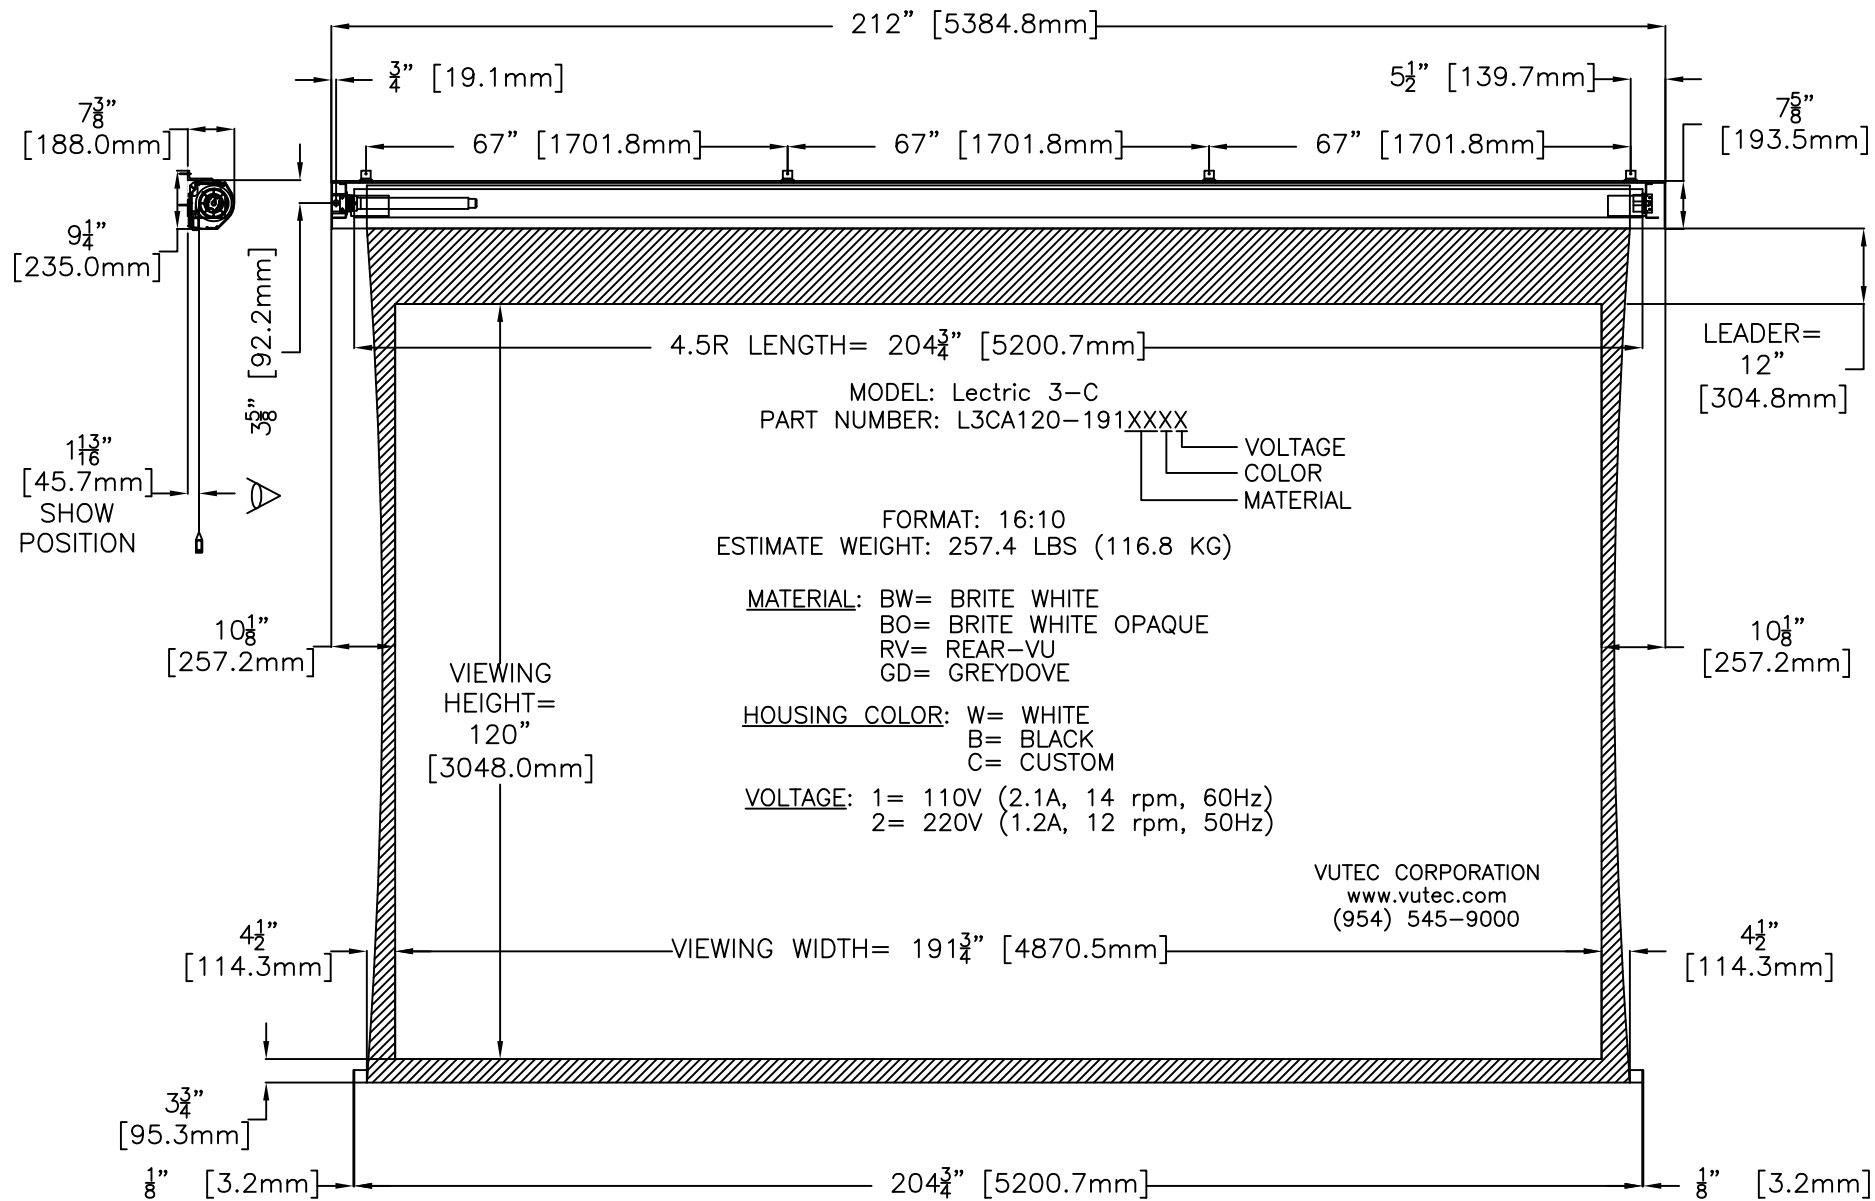 212” [5384.8mm]
3/4” [19.1mm]
5 1/2” [139.7mm]
7 3/8”
[188.0mm]
7 5/8”
[193.5mm]
67” [1701.8mm]
67” [1701.8mm]
67” [1701.8mm]
9 1/4”
[235.0mm]
3 5/8” [92.2mm]
4.5R LENGTH= 204 3/4” [5200.7mm]
LEADER=
12”
[304.8mm]
MODEL: Lectric 3-C
PART NUMBER: L3CA120-191XXXX
VOLTAGE
COLOR
MATERIAL
1 13/16”
[45.7mm]
SHOW
POSITION
FORMAT: 16:10
ESTIMATE WEIGHT: 257.4 LBS (116.8 KG)
MATERIAL: BW= BRITE WHITE
BO= BRITE WHITE OPAQUE
RV= REAR-VU
GD= GREYDOVE
10 1/8”
[257.2mm]
10 1/8”
[257.2mm]
VIEWING
HEIGHT=
120”
[3048.0mm]
HOUSING COLOR: W= WHITE
B= BLACK
C= CUSTOM
VOLTAGE: 1= 110V (2.1A, 14 rpm, 60Hz)
2= 220V (1.2A, 12 rpm, 50Hz)
VUTEC CORPORATION
www.vutec.com
(954) 545-9000
4 1/2”
[114.3mm]
VIEWING WIDTH= 191 3/4” [4870.5mm]
4 1/2”
[114.3mm]
3 3/4”
[95.3mm]
1/8” [3.2mm]
204 3/4” [5200.7mm]
1/8” [3.2mm]